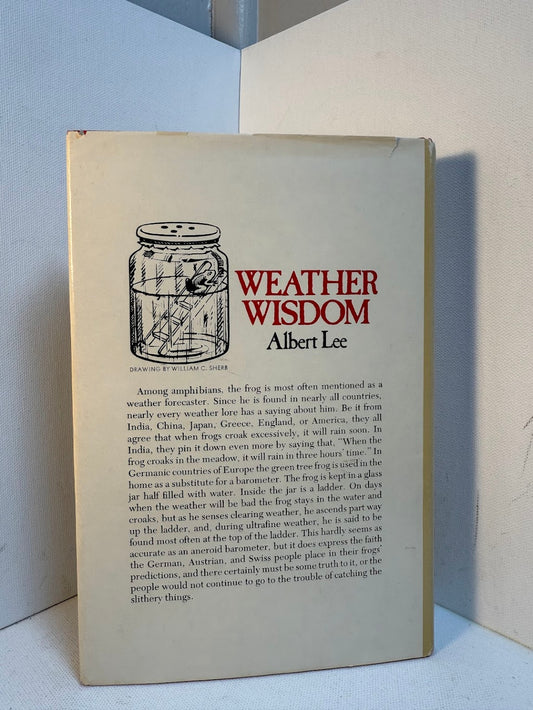 WEATHER
WISDOM
Albert Lee
DRAWING BY WILLIAM C. SHERB
Among amphibians, the frog is most often mentioned as a
weather forecaster. Since he is found in nearly all countries,
nearly every weather lore has a saying about him. Be it from
India, China, Japan, Greece, England, or America, they all
agree that when frogs croak excessively, it will rain soon. In
India, they pin it down even more by saying that, "When the
frog croaks in the meadow, it will rain in three hours' time." In
Germanic countries of Europe the green tree frog is used in the
home as a substitute for a barometer. The frog is kept in a glass
jar half filled with water. Inside the jar is a ladder. On days
when the weather will be bad the frog stays in the water and
croaks, but as he senses clearing weather, he ascends part way
up the ladder, and, during ultrafine weather, he is said to be
found most often at the top of the ladder. This hardly seems as
accurate as an aneroid barometer, but it does express the faith
the German, Austrian, and Swiss people place in their frogs'
predictions, and there certainly must be some truth to it, or the
people would not continue to go to the trouble of catching the
slithery things.